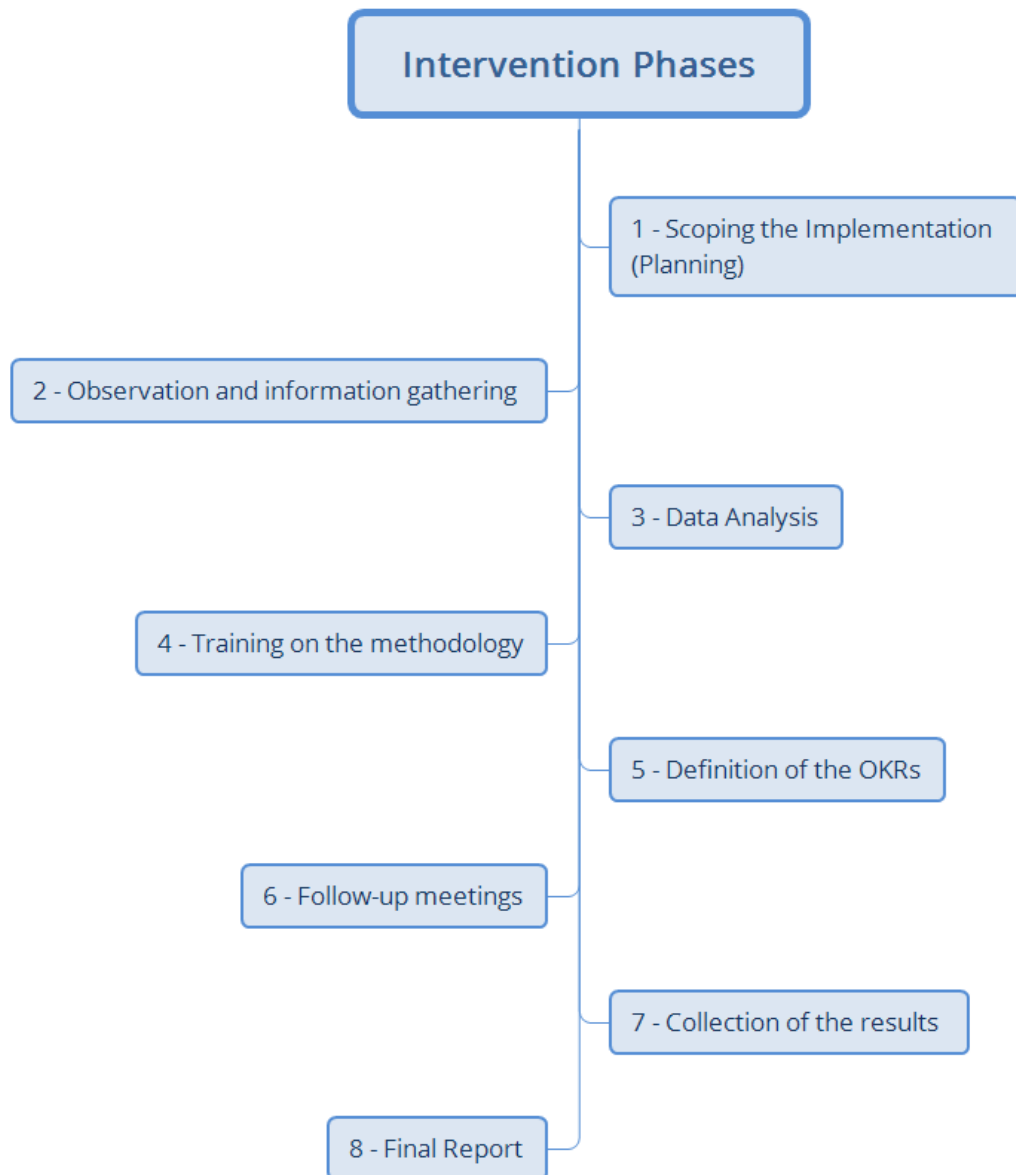 Intervention Phases
1 - Scoping the Implementation
(Planning)
2 - Observation and information gathering
3 - Data Analysis
4 - Training on the methodology
5 - Definition of the OKRs
6 - Follow-up meetings
7 - Collection of the results
8 - Final Report